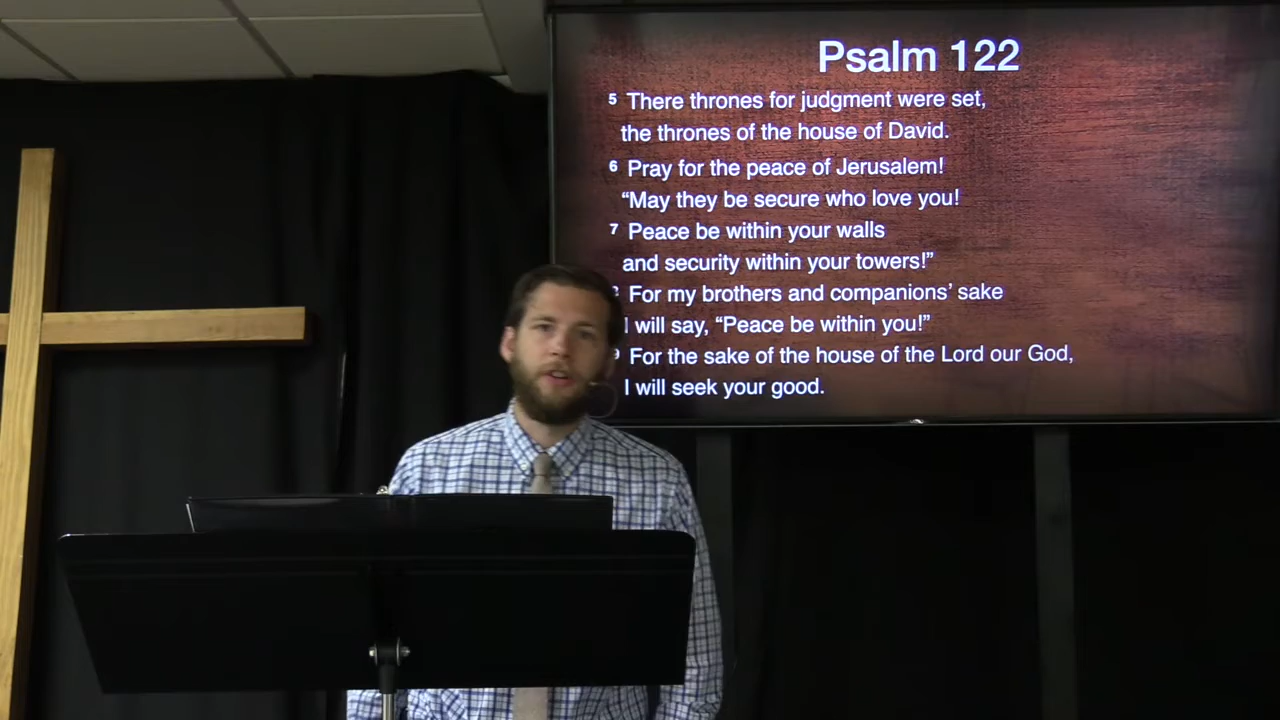 Psalm 122
5 There thrones for judgment were set,
the thrones of the house of David.
6 Pray for the peace of Jerusalem!
“May they be secure who love you!
7 Peace be within your walls
and security within your towers!”
For my brothers and companions’ sake
I will say, “Peace be within you!”
9 For the sake of the house of the Lord our God,
I will seek your good.